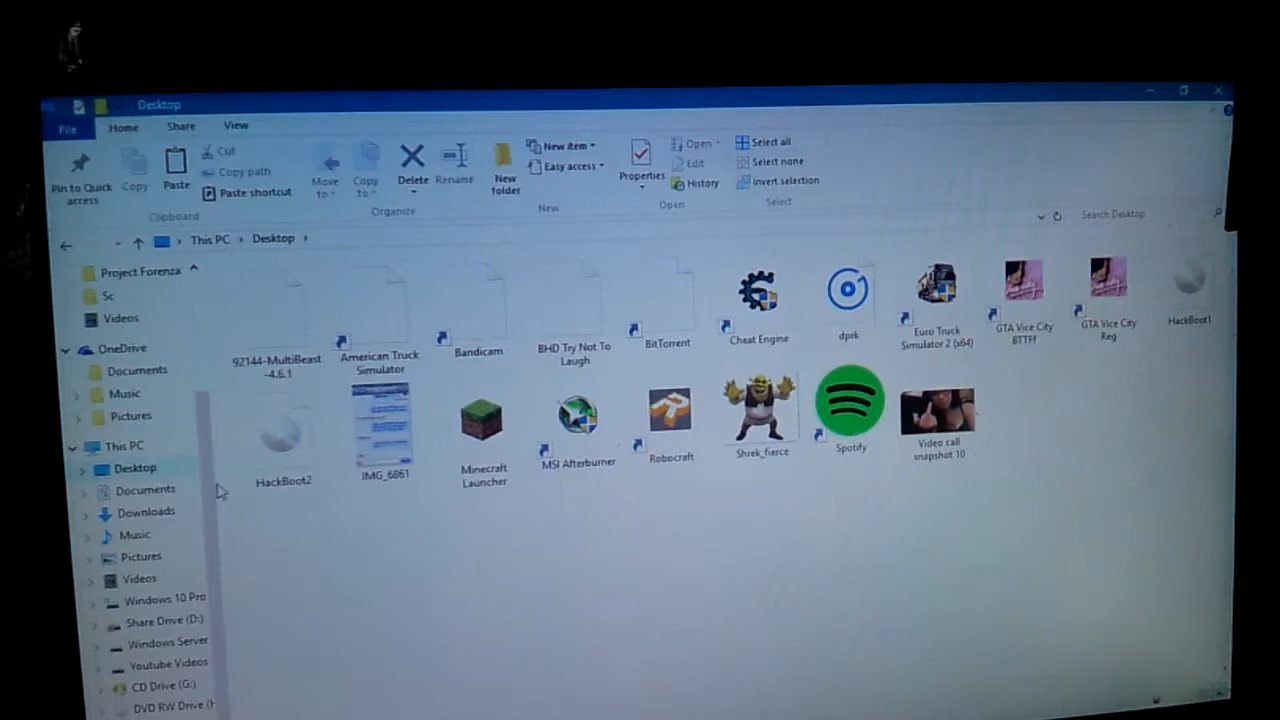 Desktop
File Home Share View
Pin to Quick access
Copy
Paste
Cut
Copy path
Paste shortcut
Clipboard
Move to
Copy to
Delete
Rename
Organize
New folder
New item
Easy access
New
Properties
Open
Edit
History
Open
Select all
Select none
Invert selection
Select
This PC > Desktop >
Search Desktop
Project Forenza
Sc
Videos
OneDrive
Documents
Music
Pictures
This PC
Desktop
Documents
Downloads
Music
Pictures
Videos
Windows 10 Pro
Share Drive (D:)
Windows Server
Youtube Videos
CD Drive (G:)
DVD RW Drive (
92144-MultiBeast
-4.6.1
American Truck
Simulator
Bandicam
BHD Try Not To
Laugh
BitTorrent
Cheat Engine
dprk
Euro Truck
Simulator 2 (x64)
GTA Vice City
BTTFf
GTA Vice City
Reg
HackBoot1
HackBoot2
IMG_6861
Minecraft
Launcher
MSI Afterburner
Robocraft
Shrek_fierce
Spotify
Video call
snapshot 10